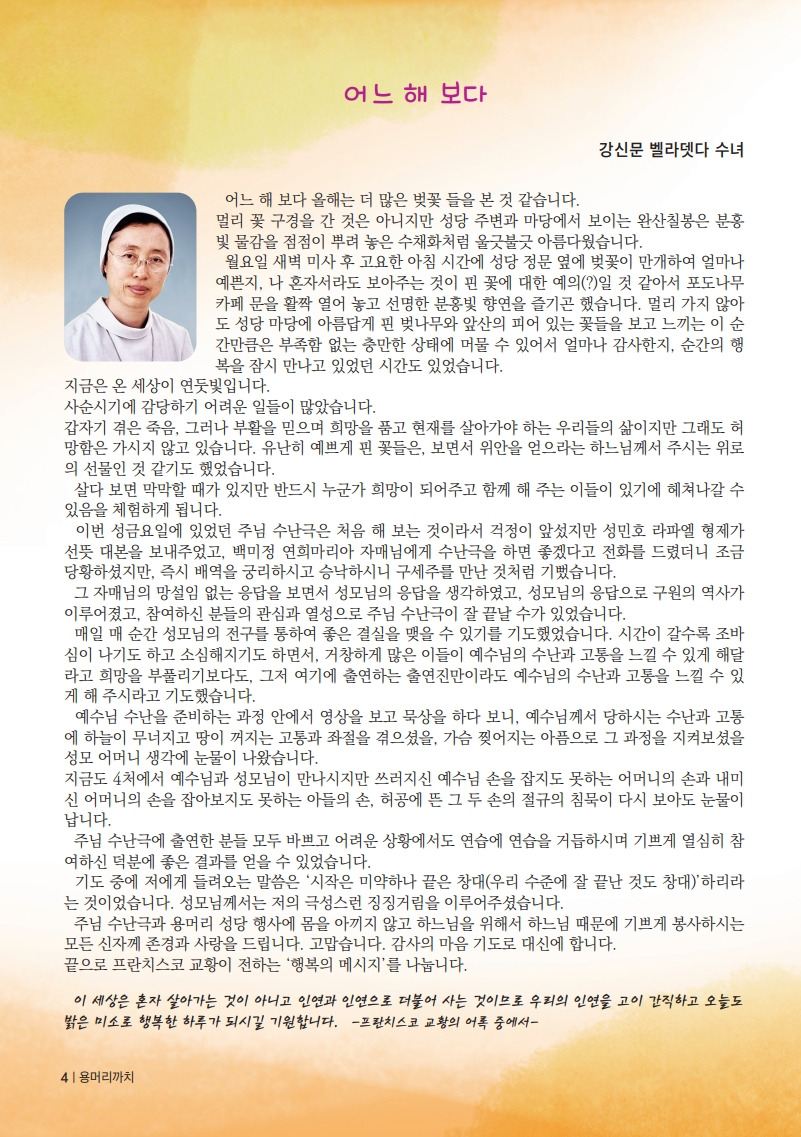 어느 해 보다
강신문 벨라뎃다 수녀
어느 해 보다 올해는 더 많은 벚꽃 들을 본 것 같습니다.
멀리 꽃 구경을 간 것은 아니지만 성당 주변과 마당에서 보이는 완산칠봉은 분홍
빛 물감을 점점이 뿌려 놓은 수채화처럼 울긋불긋 아름다웠습니다.
월요일 새벽 미사 후 고요한 아침 시간에 성당 정문 옆에 벚꽃이 만개하여 얼마나
예쁜지, 나 혼자서라도 보아주는 것이 핀 꽃에 대한 예의(?)일 것 같아서 포도나무
카페 문을 활짝 열어 놓고 선명한 분홍빛 향연을 즐기곤 했습니다. 멀리 가지 않아
도 성당 마당에 아름답게 핀 벚나무와 앞산의 피어 있는 꽃들을 보고 느끼는 이 순
간만큼은 부족함 없는 충만한 상태에 머물 수 있어서 얼마나 감사한지, 순간의 행
복을 잠시 만나고 있었던 시간도 있었습니다.
지금은 온 세상이 연둣빛입니다.
사순시기에 감당하기 어려운 일들이 많았습니다.
갑자기 겪은 죽음, 그러나 부활을 믿으며 희망을 품고 현재를 살아가야 하는 우리들의 삶이지만 그래도 허
망함은 가시지 않고 있습니다. 유난히 예쁘게 핀 꽃들은, 보면서 위안을 얻으라는 하느님께서 주시는 위로
의 선물인 것 같기도 했었습니다.
살다 보면 막막할 때가 있지만 반드시 누군가 희망이 되어주고 함께 해 주는 이들이 있기에 헤쳐나갈 수
있음을 체험하게 됩니다.
이번 성금요일에 있었던 주님 수난극은 처음 해 보는 것이라서 걱정이 앞섰지만 성민호 라파엘 형제가
선뜻 대본을 보내주었고, 백미정 연희마리아 자매님에게 수난극을 하면 좋겠다고 전화를 드렸더니 조금
당황하셨지만, 즉시 배역을 궁리하시고 승낙하시니 구세주를 만난 것처럼 기뻤습니다.
그 자매님의 망설임 없는 응답을 보면서 성모님의 응답을 생각하였고, 성모님의 응답으로 구원의 역사가
이루어졌고, 참여하신 분들의 관심과 열성으로 주님 수난극이 잘 끝날 수가 있었습니다.
매일 매 순간 성모님의 전구를 통하여 좋은 결실을 맺을 수 있기를 기도했었습니다. 시간이 갈수록 조바
심이 나기도 하고 소심해지기도 하면서, 거창하게 많은 이들이 예수님의 수난과 고통을 느낄 수 있게 해달
라고 희망을 부풀리기보다도, 그저 여기에 출연하는 출연진만이라도 예수님의 수난과 고통을 느낄 수 있
게 해 주시라고 기도했습니다.
예수님 수난을 준비하는 과정 안에서 영상을 보고 묵상을 하다 보니, 예수님께서 당하시는 수난과 고통
에 하늘이 무너지고 땅이 꺼지는 고통과 좌절을 겪으셨을, 가슴 찢어지는 아픔으로 그 과정을 지켜보셨을
성모 어머니 생각에 눈물이 나왔습니다.
지금도 4처에서 예수님과 성모님이 만나시지만 쓰러지신 예수님 손을 잡지도 못하는 어머니의 손과 내미
신 어머니의 손을 잡아보지도 못하는 아들의 손, 허공에 뜬 그 두 손의 절규의 침묵이 다시 보아도 눈물이
납니다.
주님 수난극에 출연한 분들 모두 바쁘고 어려운 상황에서도 연습에 연습을 거듭하시며 기쁘게 열심히 참
여하신 덕분에 좋은 결과를 얻을 수 있었습니다.
기도 중에 저에게 들려오는 말씀은 '시작은 미약하나 끝은 창대(우리 수준에 잘 끝난 것도 창대)'하리라
는 것이었습니다. 성모님께서는 저의 극성스런 징징거림을 이루어주셨습니다.
주님 수난극과 용머리 성당 행사에 몸을 아끼지 않고 하느님을 위해서 하느님 때문에 기쁘게 봉사하시는
모든 신자께 존경과 사랑을 드립니다. 고맙습니다. 감사의 마음 기도로 대신에 합니다.
끝으로 프란치스코 교황이 전하는 '행복의 메시지'를 나눕니다.
이 세상은 혼자 살아가는 것이 아니고 인연과 인연으로 더불어 사는 것이므로 우리의 인연을 고이 간직하고 오늘도
밝은 미소로 행복한 하루가 되시길 기원합니다. -프란치스코 교황의 어록 중에서-
4 | 용머리까치